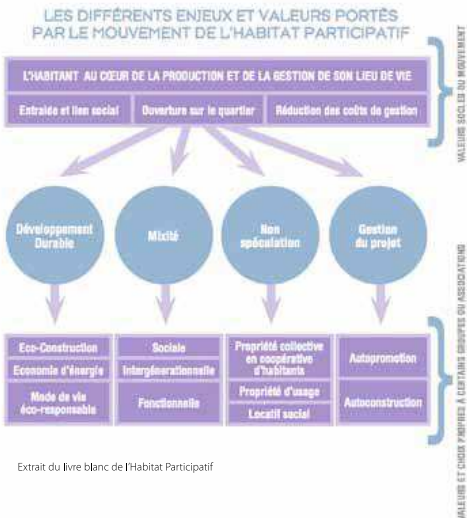 LES DIFFÉRENTS ENJEUX ET VALEURS PORTÉS
PAR LE MOUVEMENT DE L'HABITAT PARTICIPATIF
L'HABITANT AU CŒUR DE LA PRODUCTION ET DE LA GESTION DE SON LIEU DE VIE
Entraide et lien social
Ouverture sur le quartier
Réduction des coûts de gestion
VALEURS SOCLES DU MOUVEMENT
Développement
Durable
Mixité
Non
spéculation
Gestion
du projet
Eco-Construction
Economie d'énergie
Mode de vie
éco-responsable
Sociale
Intergénerationnelle
Fonctionnelle
Propriété collective
en coopérative
d'habitants
Propriété d'usage
Locatif social
Autopromotion
Autoconstruction
VALEURS ET CHOIX PROPRES À CERTAINS GROUPES OU ASSOCIATIONS
Extrait du livre blanc de l'Habitat Participatif